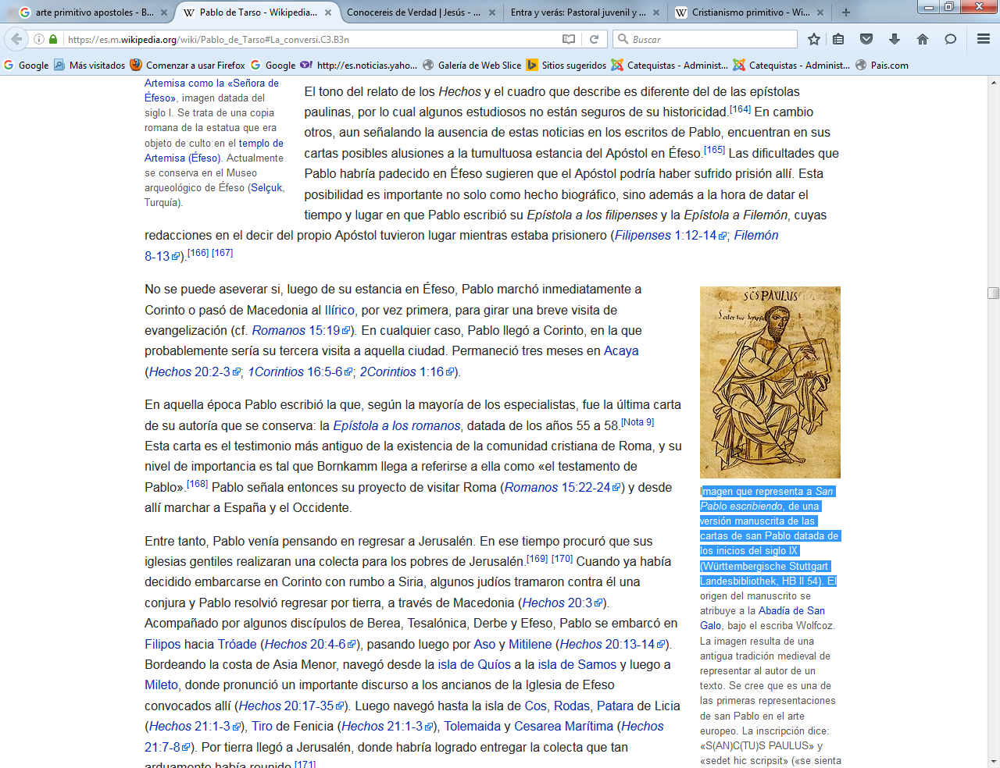 arte primitivo apostoles - B...
Pablo de Tarso - Wikipedia...
Conocereis de Verdad | Jesús - ...
Entra y verás: Pastoral juvenil y ...
Cristianismo primitivo - Wi...
https://es.m.wikipedia.org/wiki/Pablo_de_Tarso#La_conversi.C3.B3n
Buscar
Google
Más visitados
Comenzar a usar Firefox
Google
http://es.noticias.yaho...
Galería de Web Slice
Sitios sugeridos
Catequistas - Administ...
Catequistas - Administ...
Pais.com
Artemisa como la «Señora de
Éfeso», imagen datada del
siglo I. Se trata de una copia
romana de la estatua que era
objeto de culto en el templo de
Artemisa (Éfeso). Actualmente
se conserva en el Museo
arqueológico de Éfeso (Selçuk,
Turquía).
El tono del relato de los Hechos y el cuadro que describe es diferente del de las epístolas
paulinas, por lo cual algunos estudiosos no están seguros de su historicidad.[164] En cambio
otros, aun señalando la ausencia de estas noticias en los escritos de Pablo, encuentran en sus
cartas posibles alusiones a la tumultuosa estancia del Apóstol en Éfeso.[165] Las dificultades que
Pablo habría padecido en Éfeso sugieren que el Apóstol podría haber sufrido prisión allí. Esta
posibilidad es importante no solo como hecho biográfico, sino además a la hora de datar el
tiempo y lugar en que Pablo escribió su Epístola a los filipenses y la Epístola a Filemón, cuyas
redacciones en el decir del propio Apóstol tuvieron lugar mientras estaba prisionero (Filipenses 1:12-14; Filemón
8-13).[166] [167]
No se puede aseverar si, luego de su estancia en Éfeso, Pablo marchó inmediatamente a
Corinto o pasó de Macedonia al Ilírico, por vez primera, para girar una breve visita de
evangelización (cf. Romanos 15:19). En cualquier caso, Pablo llegó a Corinto, en la que
probablemente sería su tercera visita a aquella ciudad. Permaneció tres meses en Acaya
(Hechos 20:2-3; 1Corintios 16:5-6; 2Corintios 1:16).
En aquella época Pablo escribió la que, según la mayoría de los especialistas, fue la última carta
de su autoría que se conserva: la Epístola a los romanos, datada de los años 55 a 58.[Nota 9]
Esta carta es el testimonio más antiguo de la existencia de la comunidad cristiana de Roma, y su
nivel de importancia es tal que Bornkamm llega a referirse a ella como «el testamento de
Pablo».[168] Pablo señala entonces su proyecto de visitar Roma (Romanos 15:22-24) y desde
allí marchar a España y el Occidente.
Entre tanto, Pablo venía pensando en regresar a Jerusalén. En ese tiempo procuró que sus
iglesias gentiles realizaran una colecta para los pobres de Jerusalén.[169] [170] Cuando ya había
decidido embarcarse en Corinto con rumbo a Siria, algunos judíos tramaron contra él una
conjura y Pablo resolvió regresar por tierra, a través de Macedonia (Hechos 20:3).
Acompañado por algunos discípulos de Berea, Tesalónica, Derbe y Efeso, Pablo se embarcó en
Filipos hacia Tróade (Hechos 20:4-6), pasando luego por Aso y Mitilene (Hechos 20:13-14).
Bordeando la costa de Asia Menor, navegó desde la isla de Quíos a la isla de Samos y luego a
Mileto, donde pronunció un importante discurso a los ancianos de la Iglesia de Efeso
convocados allí (Hechos 20:17-35). Luego navegó hasta la isla de Cos, Rodas, Patara de Licia
(Hechos 21:1-3), Tiro de Fenicia (Hechos 21:1-3), Tolemaida y Cesarea Marítima (Hechos
21:7-8). Por tierra llegó a Jerusalén, donde habría logrado entregar la colecta que tan
arduamente había reunido.[171]
SCS PAULUS
Sedet hic scripsit
Imagen que representa a San
Pablo escribiendo, de una
versión manuscrita de las
cartas de san Pablo datada de
los inicios del siglo IX
(Württembergische Stuttgart
Landesbibliothek, HB II 54). El
origen del manuscrito se
atribuye a la Abadía de San
Galo, bajo el escriba Wolfcoz.
La imagen resulta de una
antigua tradición medieval de
representar al autor de un
texto. Se cree que es una de
las primeras representaciones
de san Pablo en el arte
europeo. La inscripción dice:
«S(AN)C(TU)S PAULUS» y
«sedet hic scripsit» («se sienta